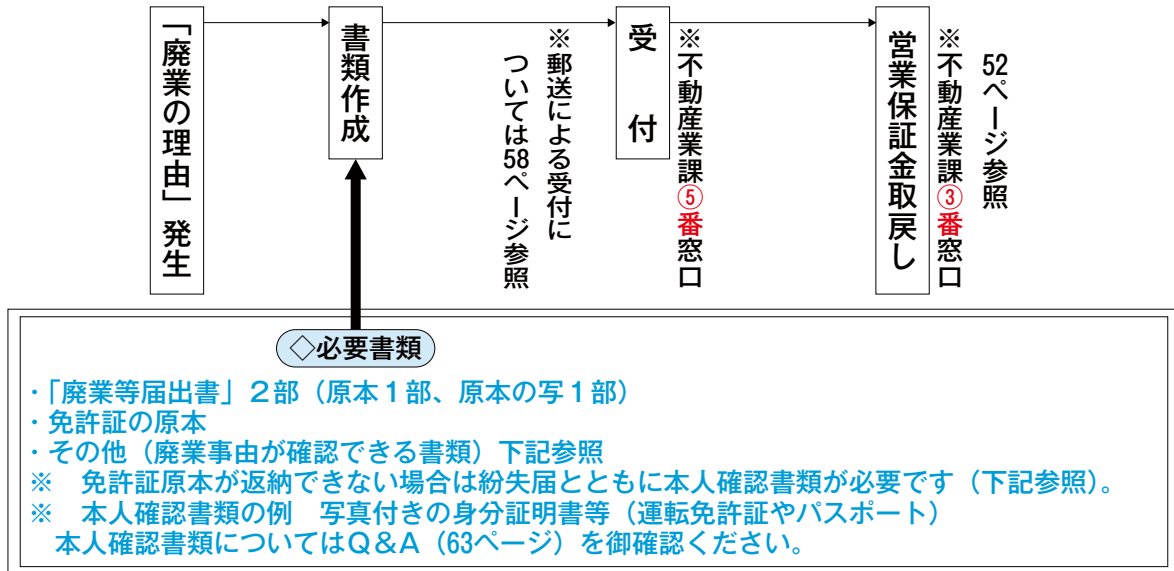 「廃業の理由」発生
書類作成
※郵送による受付に
ついては58ページ参照
受付
※不動産業課⑤番窓口
営業保証金取戻し
※不動産業課③番窓口
52ページ参照
◇必要書類
・「廃業等届出書」２部（原本１部、原本の写１部）
・免許証の原本
・その他（廃業事由が確認できる書類）下記参照
※　免許証原本が返納できない場合は紛失届とともに本人確認書類が必要です（下記参照）。
※　本人確認書類の例　写真付きの身分証明書等（運転免許証やパスポート）
本人確認書類についてはＱ＆Ａ（63ページ）を御確認ください。